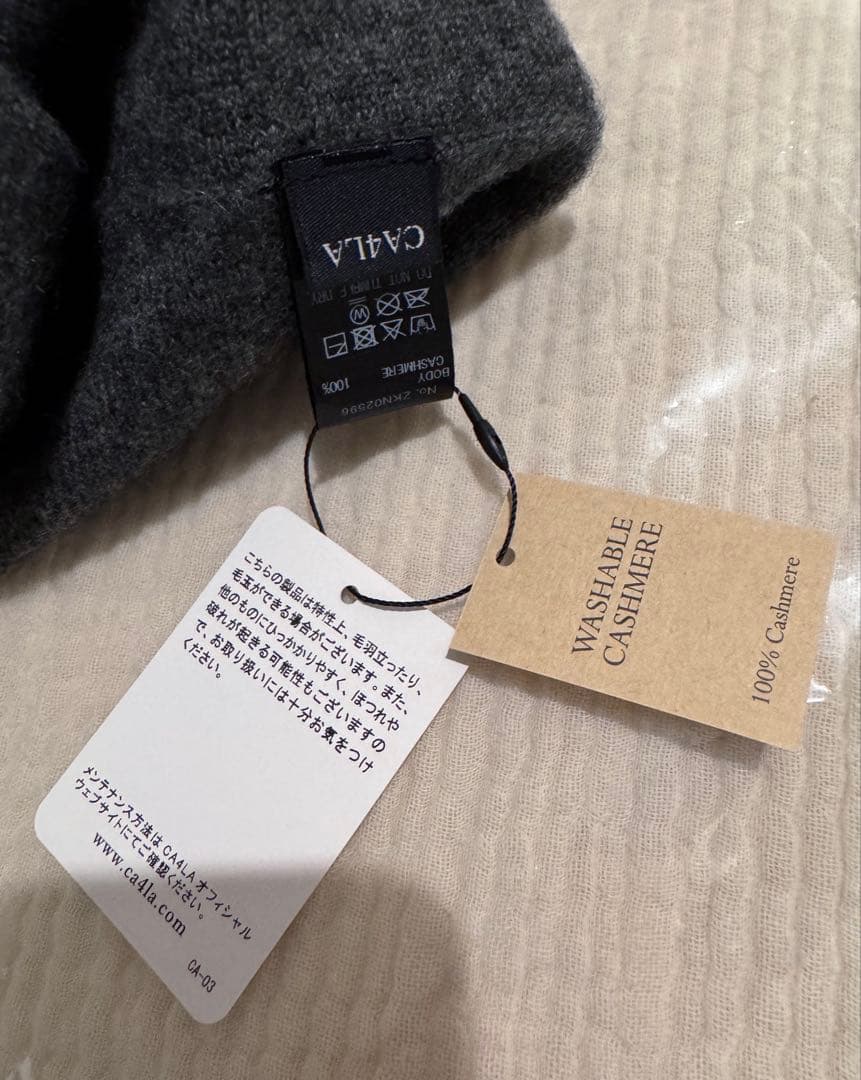 CA4LA
DO NOT TUMBLE DRY
W
BODY
CASHMERE 100%
No. ZKN02596
WASHABLE
CASHMERE
100% Cashmere
こちらの製品は特性上、毛羽立ったり、
毛玉ができる場合がございます。また、
他のものにひっかかりやすく、ほつれや
破れが起きる可能性もございますの
で、お取り扱いには十分お気をつけ
ください。
メンテナンス方法はCA4LA オフィシャル
ウェブサイトにてご確認ください。
www.ca4la.com
CA-03